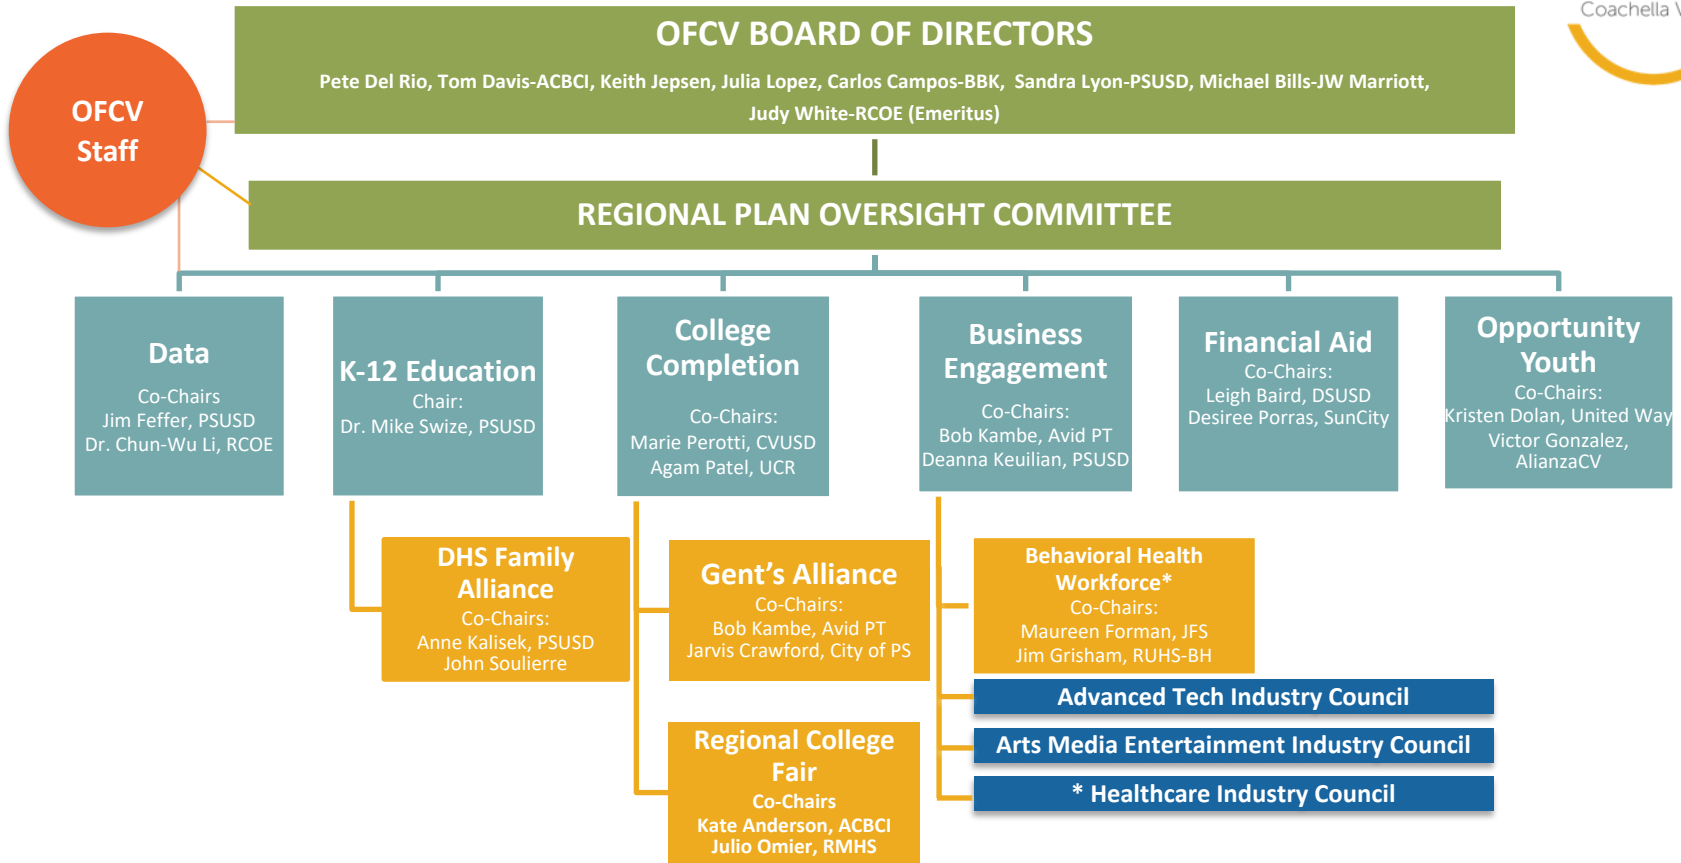 Coachella V
OFCV BOARD OF DIRECTORS
Pete Del Rio, Tom Davis-ACBCI, Keith Jepsen, Julia Lopez, Carlos Campos-BBK, Sandra Lyon-PSUSD, Michael Bills-JW Marriott,
Judy White-RCOE (Emeritus)
OFCV
Staff
REGIONAL PLAN OVERSIGHT COMMITTEE
Data
Co-Chairs
Jim Feffer, PSUSD
Dr. Chun-Wu Li, RCOE
K-12 Education
Chair:
Dr. Mike Swize, PSUSD
College
Completion
Co-Chairs:
Marie Perotti, CVUSD
Agam Patel, UCR
Business
Engagement
Co-Chairs:
Bob Kambe, Avid PT
Deanna Keuilian, PSUSD
Financial Aid
Co-Chairs:
Leigh Baird, DSUSD
Desiree Porras, SunCity
Opportunity
Youth
Co-Chairs:
Kristen Dolan, United Way
Victor Gonzalez,
AlianzaCV
DHS Family
Alliance
Co-Chairs:
Anne Kalisek, PSUSD
John Soulierre
Gent's Alliance
Co-Chairs:
Bob Kambe, Avid PT
Jarvis Crawford, City of PS
Regional College
Fair
Co-Chairs
Kate Anderson, ACBCI
Julio Omier, RMHS
Behavioral Health
Workforce*
Co-Chairs:
Maureen Forman, JFS
Jim Grisham, RUHS-BH
Advanced Tech Industry Council
Arts Media Entertainment Industry Council
* Healthcare Industry Council